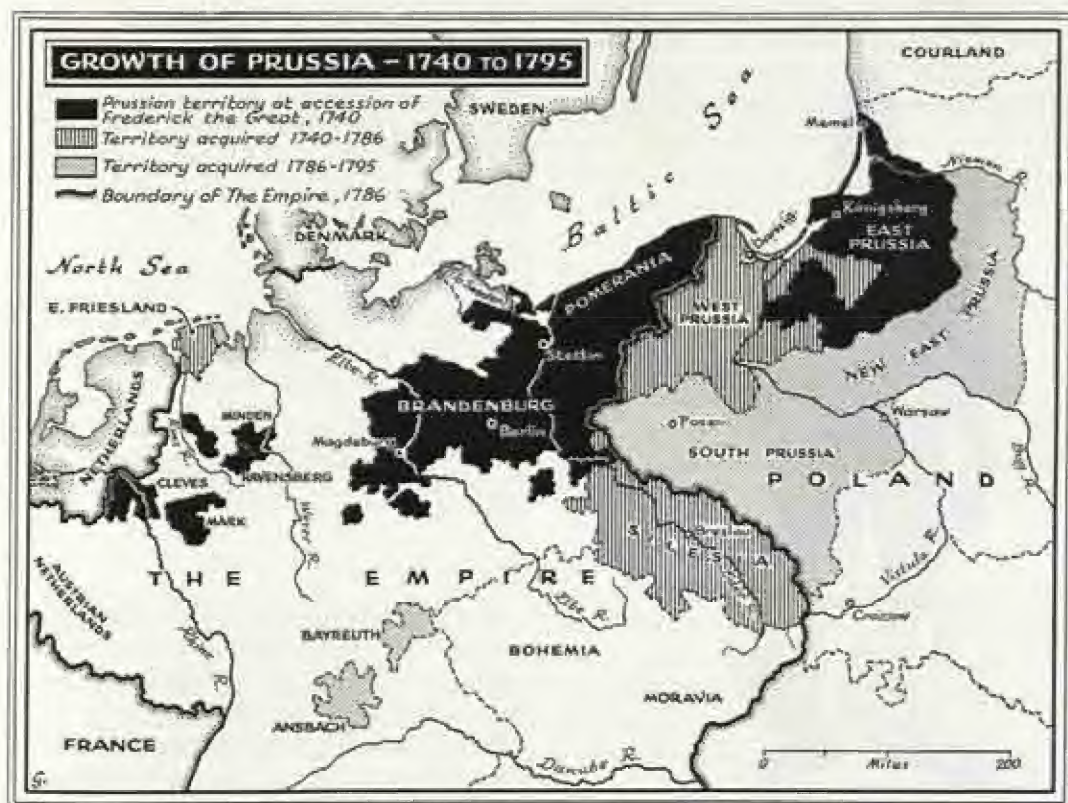 GROWTH OF PRUSSIA – 1740 TO 1795
Prussian territory at accession of
Frederick the Great, 1740
Territory acquired 1740-1786
Territory acquired 1786-1795
Boundary of The Empire, 1786
COURLAND
SWEDEN
Baltic Sea
Memel
Niemen R.
Königsberg
EAST
PRUSSIA
Danzig
DENMARK
North Sea
POMERANIA
WEST
PRUSSIA
NEW EAST PRUSSIA
E. FRIESLAND
Elbe R.
Stettin
NETHERLANDS
MINDEN
BRANDENBURG
Berlin
Posen
Warsaw
Magdeburg
SOUTH PRUSSIA
POLAND
Bug R.
CLEVES
RAVENSBERG
MARK
Weser R.
Breslau
SILESIA
Vistula R.
THE EMPIRE
Elbe R.
Cracow
AUSTRIAN
NETHERLANDS
Rhine R.
BAYREUTH
BOHEMIA
MORAVIA
ANSBACH
FRANCE
Danube R.
0 Miles 200
G.